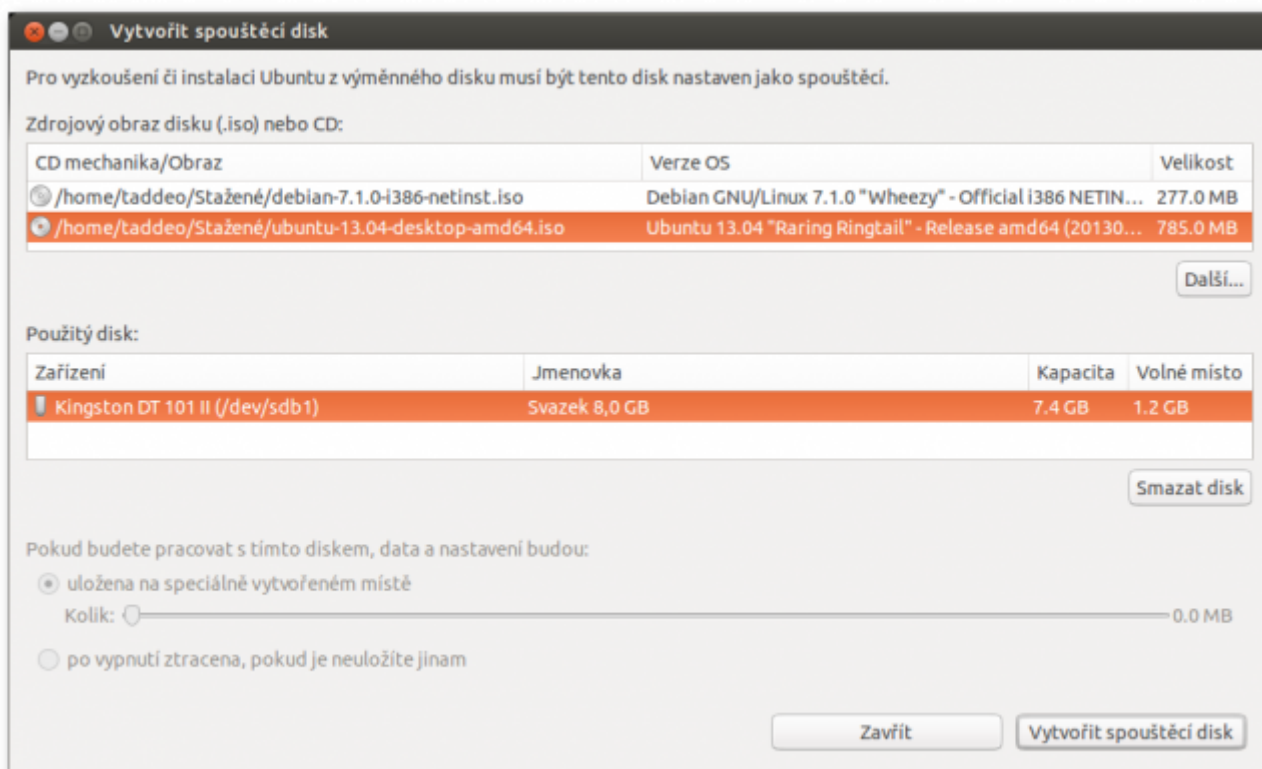 Vytvořit spouštěcí disk
Pro vyzkoušení či instalaci Ubuntu z výměnného disku musí být tento disk nastaven jako spouštěcí.
Zdrojový obraz disku (.iso) nebo CD:
CD mechanika/Obraz Verze OS Velikost
/home/taddeo/Stažené/debian-7.1.0-i386-netinst.iso Debian GNU/Linux 7.1.0 "Wheezy" - Official i386 NETIN... 277.0 MB
/home/taddeo/Stažené/ubuntu-13.04-desktop-amd64.iso Ubuntu 13.04 "Raring Ringtail" - Release amd64 (20130... 785.0 MB
Další...
Použitý disk:
Zařízení Jmenovka Kapacita Volné místo
Kingston DT 101 II (/dev/sdb1) Svazek 8,0 GB 7.4 GB 1.2 GB
Smazat disk
Pokud budete pracovat s tímto diskem, data a nastavení budou:
uložena na speciálně vytvořeném místě
Kolik: 0.0 MB
po vypnutí ztracena, pokud je neuložíte jinam
Zavřít Vytvořit spouštěcí disk